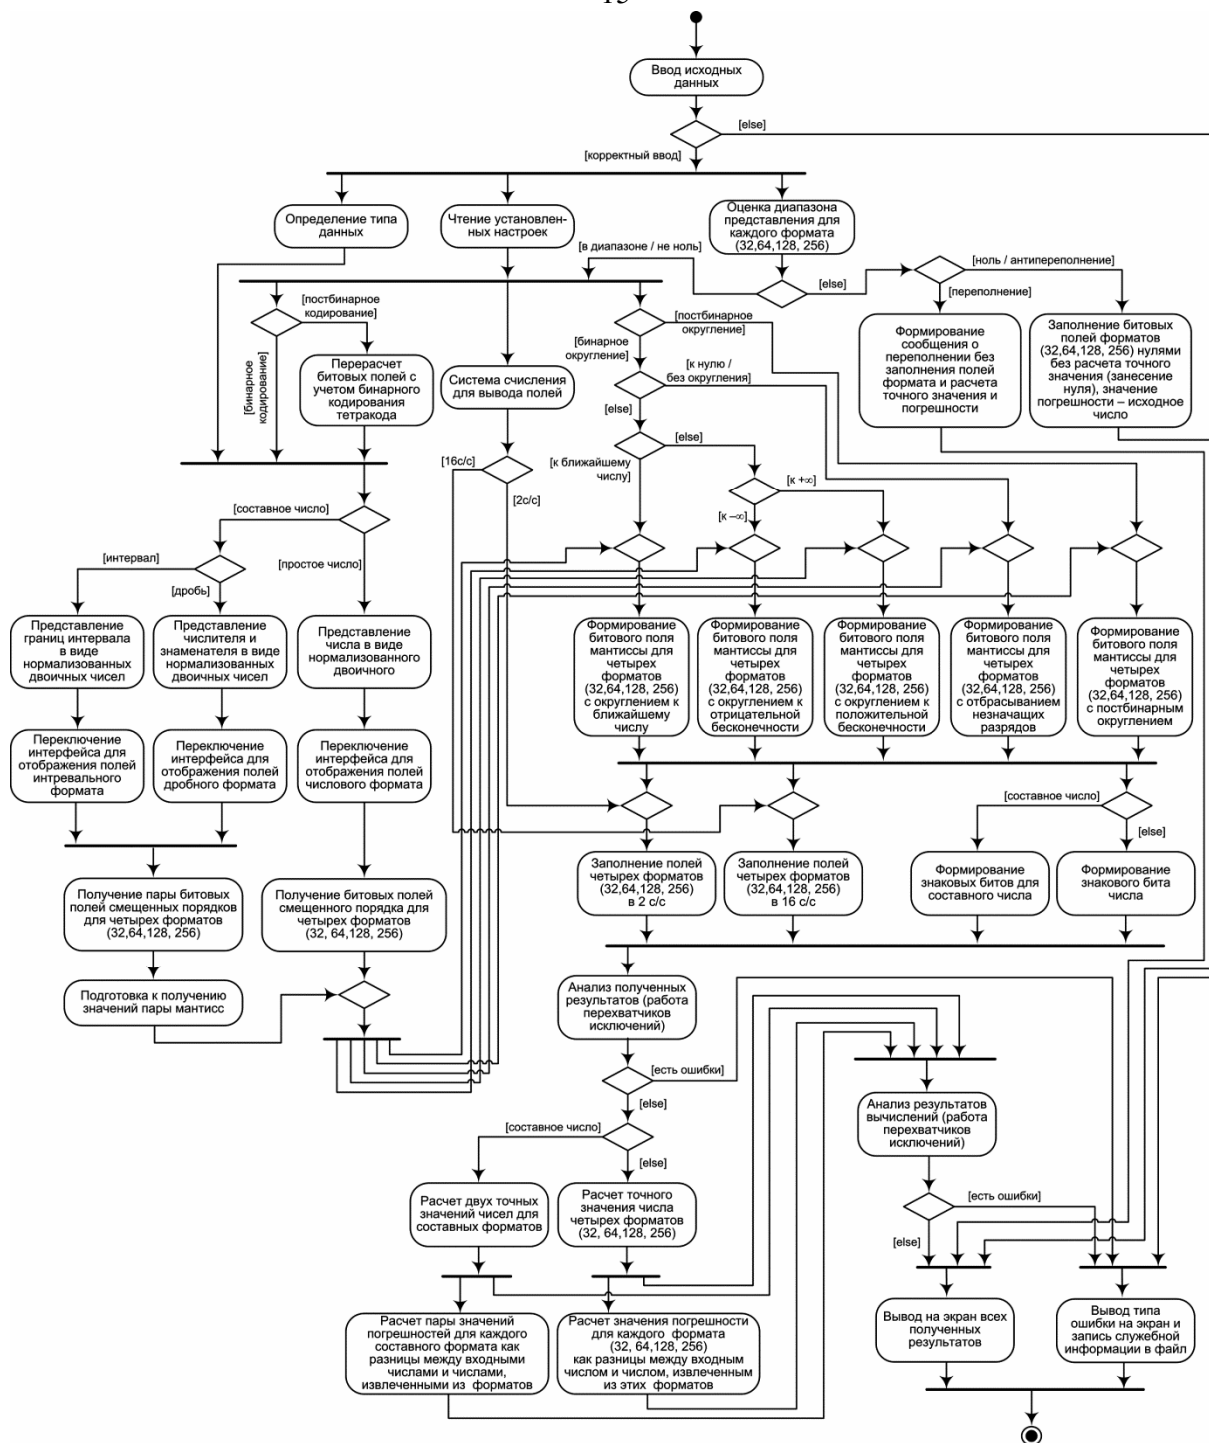 Ввод исходных
данных
[else]
[корректный ввод]
Определение типа
данных
Чтение установлен-
ных настроек
Оценка диапазона
представления для
каждого формата
(32,64,128, 256)
[в диапазоне / не ноль]
[else]
[ноль / антипереполнение]
[переполнение]
[постбинарное
кодирование]
[бинарное
кодирование]
Перерасчет
битовых полей с
учетом бинарного
кодирования
тетракода
Система счисления
для вывода полей
[постбинарное
округление]
[бинарное
округление]
[к нулю /
без округления]
[else]
Формирование
сообщения о
переполнении без
заполнения полей
формата и расчета
точного значения и
погрешности
Заполнение битовых
полей форматов
(32,64,128, 256) нулями
без расчета точного
значения (занесение
нуля), значение
погрешности – исходное
число
[16с/с]
[2с/с]
[к ближайшему
числу]
[else]
[к +∞]
[к –∞]
[составное число]
[интервал]
[дробь]
[простое число]
Представление
границ интервала
в виде
нормализованных
двоичных чисел
Представление
числителя и
знаменателя в виде
нормализованных
двоичных чисел
Представление
числа в виде
нормализованного
двоичного
Формирование
битового поля
мантиссы для
четырех
форматов
(32,64,128, 256)
с округлением к
ближайшему
числу
Формирование
битового поля
мантиссы для
четырех
форматов
(32,64,128, 256)
с округлением к
отрицательной
бесконечности
Формирование
битового поля
мантиссы для
четырех
форматов
(32,64,128, 256)
с округлением к
положительной
бесконечности
Формирование
битового поля
мантиссы для
четырех
форматов
(32,64,128, 256)
с отбрасыванием
незначащих
разрядов
Формирование
битового поля
мантиссы для
четырех
форматов
(32,64,128, 256)
с постбинарным
округлением
Переключение
интерфейса для
отображения полей
интревального
формата
Переключение
интерфейса для
отображения полей
дробного формата
Переключение
интерфейса для
отображения полей
числового формата
[составное число]
[else]
Заполнение полей
четырех форматов
(32,64,128, 256)
в 2 с/с
Заполнение полей
четырех форматов
(32,64,128, 256)
в 16 с/с
Формирование
знаковых битов для
составного числа
Формирование
знакового бита
числа
Получение пары битовых
полей смещенных порядков
для четырех форматов
(32,64,128, 256)
Получение битовых полей
смещенного порядка для
четырех форматов
(32, 64,128, 256)
Подготовка к получению
значений пары мантисс
Анализ полученных
результатов (работа
перехватчиков
исключений)
[есть ошибки]
[else]
[составное число]
[else]
Анализ результатов
вычислений (работа
перехватчиков
исключений)
[есть ошибки]
[else]
Расчет двух точных
значений чисел для
составных форматов
Расчет точного
значения числа
четырех форматов
(32, 64,128, 256)
Расчет пары значений
погрешностей для каждого
составного формата как
разницы между входными
числами и числами,
извлеченными из форматов
Расчет значения погрешности
для каждого формата
(32, 64,128, 256)
как разницы между входным
числом и числом, извлеченным
из этих форматов
Вывод на экран всех
полученных
результатов
Вывод типа
ошибки на экран и
запись служебной
информации в файл